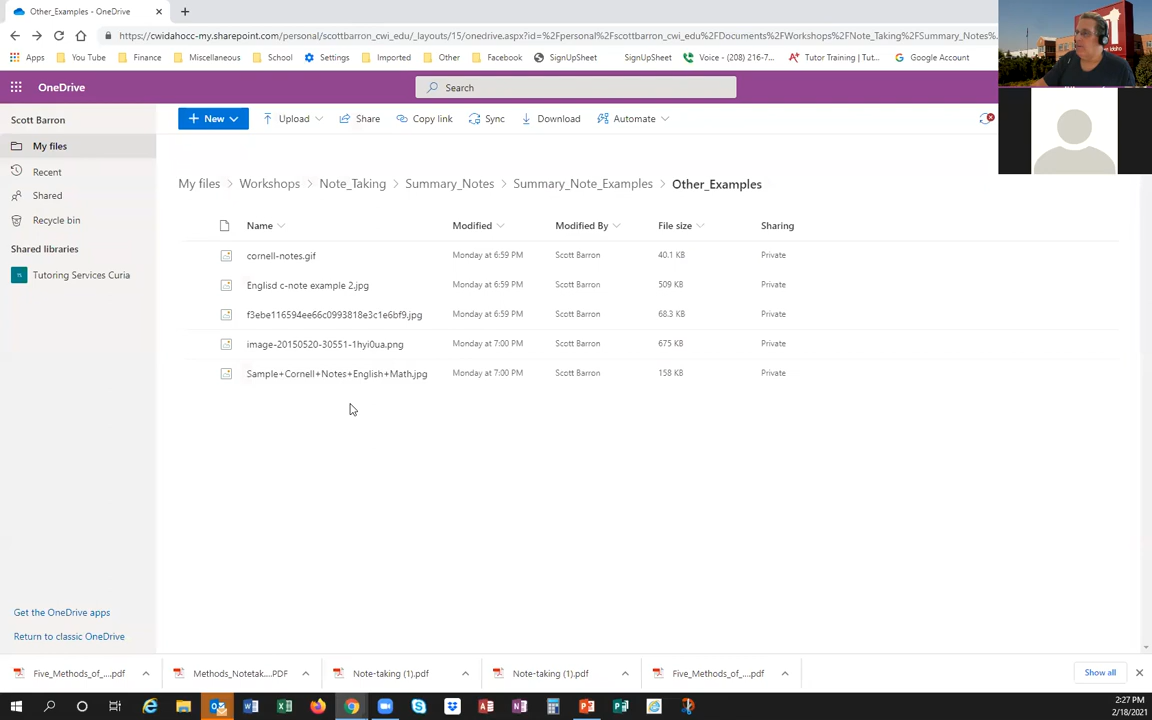 Other_Examples - OneDrive
https://cwidahocc-my.sharepoint.com/personal/scottbarron_cwi_edu/_layouts/15/onedrive.aspx?id=%2Fpersonal%2Fscottbarron_cwi_edu%2FDocuments%2FWorkshops%2FNote_Taking%2FSummary_Notes%
Apps You Tube Finance Miscellaneous School Settings Imported Other Facebook SignUpSheet SignUpSheet Voice - (208) 216-7... Tutor Training | Tut... Google Account
OneDrive Search
Scott Barron
New Upload Share Copy link Sync Download Automate
My files
Recent
Shared
Recycle bin
Shared libraries
Tutoring Services Curia
My files > Workshops > Note_Taking > Summary_Notes > Summary_Note_Examples > Other_Examples
Name Modified Modified By File size Sharing
cornell-notes.gif Monday at 6:59 PM Scott Barron 40.1 KB Private
Englisd c-note example 2.jpg Monday at 6:59 PM Scott Barron 509 KB Private
f3ebe116594ee66c0993818e3c1e6bf9.jpg Monday at 6:59 PM Scott Barron 68.3 KB Private
image-20150520-30551-1hyi0ua.png Monday at 7:00 PM Scott Barron 675 KB Private
Sample+Cornell+Notes+English+Math.jpg Monday at 7:00 PM Scott Barron 158 KB Private
Get the OneDrive apps
Return to classic OneDrive
Five_Methods_of_....pdf Methods_Notetak....PDF Note-taking (1).pdf Note-taking (1).pdf Five_Methods_of_....pdf Show all
2:27 PM
2/18/2021